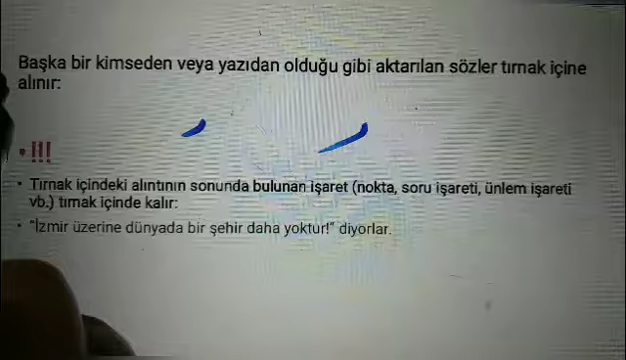 Başka bir kimseden veya yazıdan olduğu gibi aktarılan sözler tırnak içine
alınır:
• !!!
• Tırnak içindeki alıntının sonunda bulunan işaret (nokta, soru işareti, ünlem işareti
vb.) tırnak içinde kalır:
• "İzmir üzerine dünyada bir şehir daha yoktur!" diyorlar.